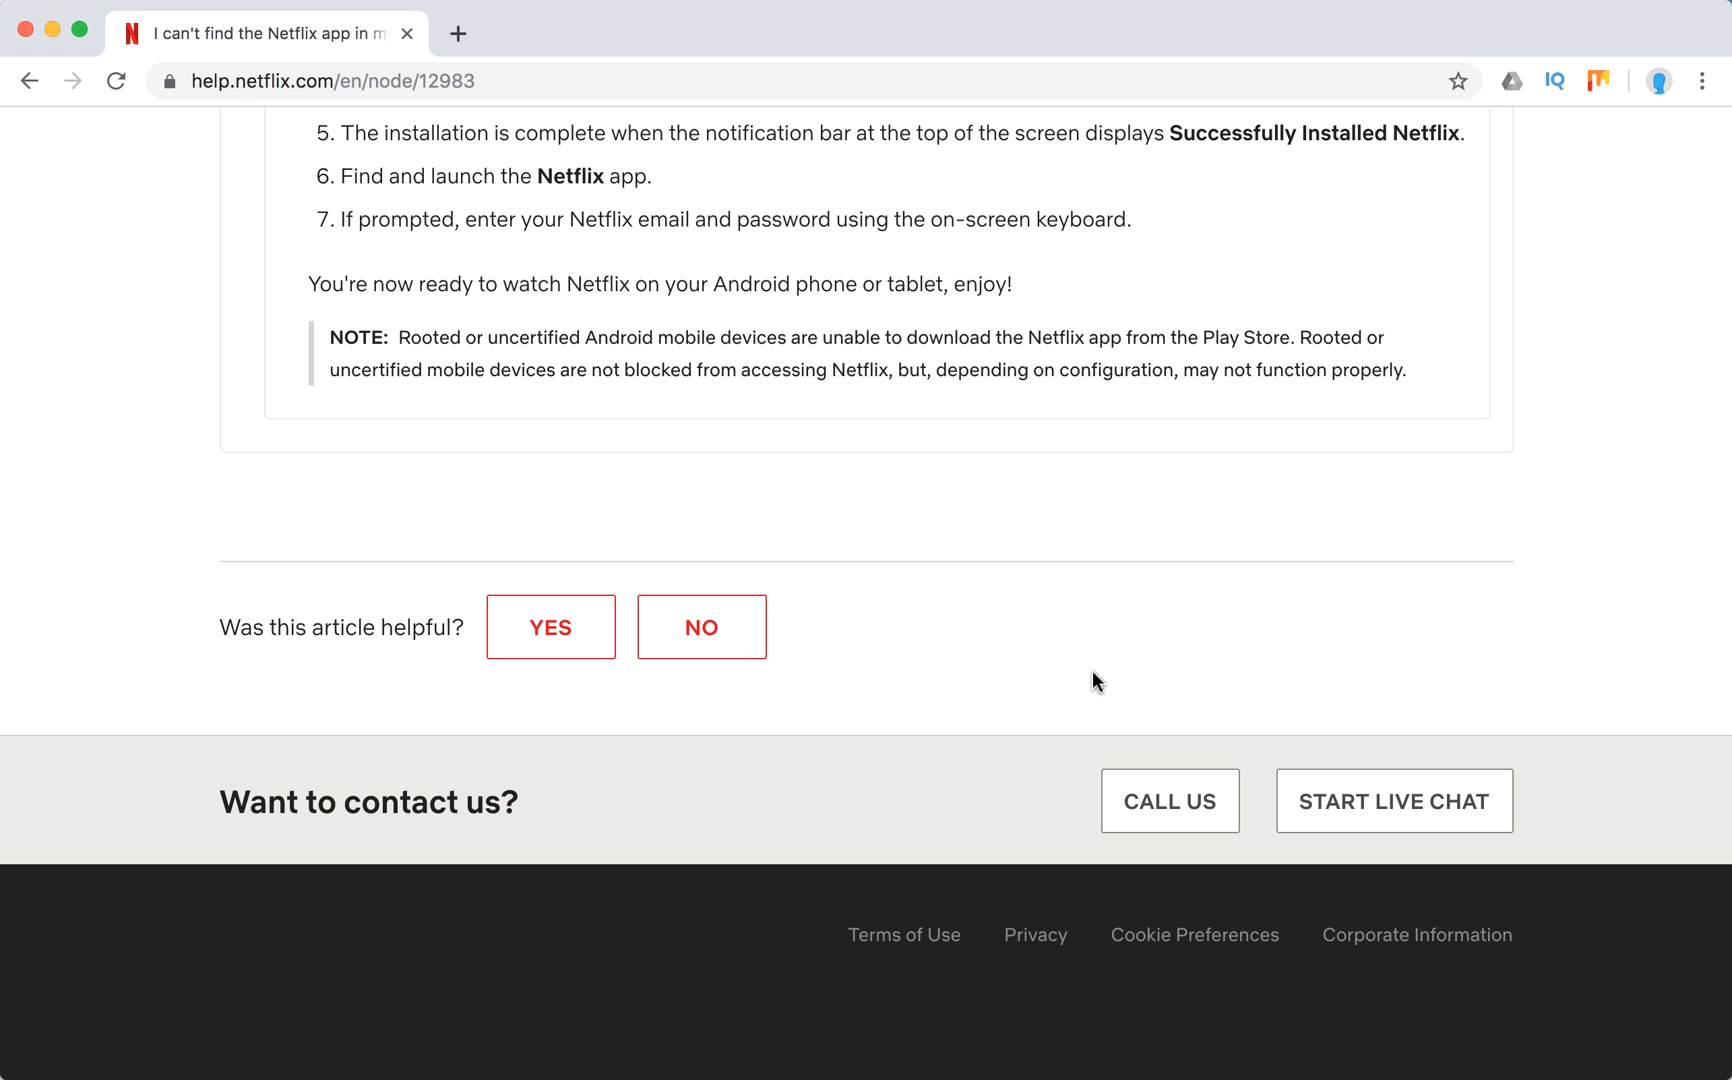 I can't find the Netflix app in m
help.netflix.com/en/node/12983
IQ
5. The installation is complete when the notification bar at the top of the screen displays Successfully Installed Netflix.
6. Find and launch the Netflix app.
7. If prompted, enter your Netflix email and password using the on-screen keyboard.
You're now ready to watch Netflix on your Android phone or tablet, enjoy!
NOTE: Rooted or uncertified Android mobile devices are unable to download the Netflix app from the Play Store. Rooted or
uncertified mobile devices are not blocked from accessing Netflix, but, depending on configuration, may not function properly.
Was this article helpful? YES NO
Want to contact us? CALL US START LIVE CHAT
Terms of Use Privacy Cookie Preferences Corporate Information